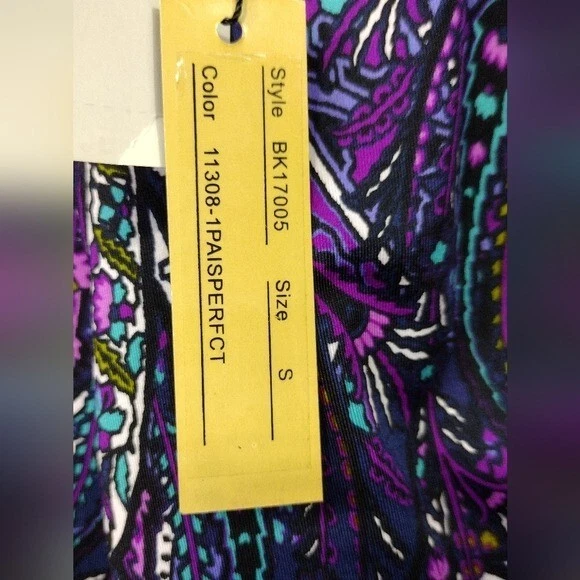 Style BK17005 Size S
Color 11308-1PAISPERFCT